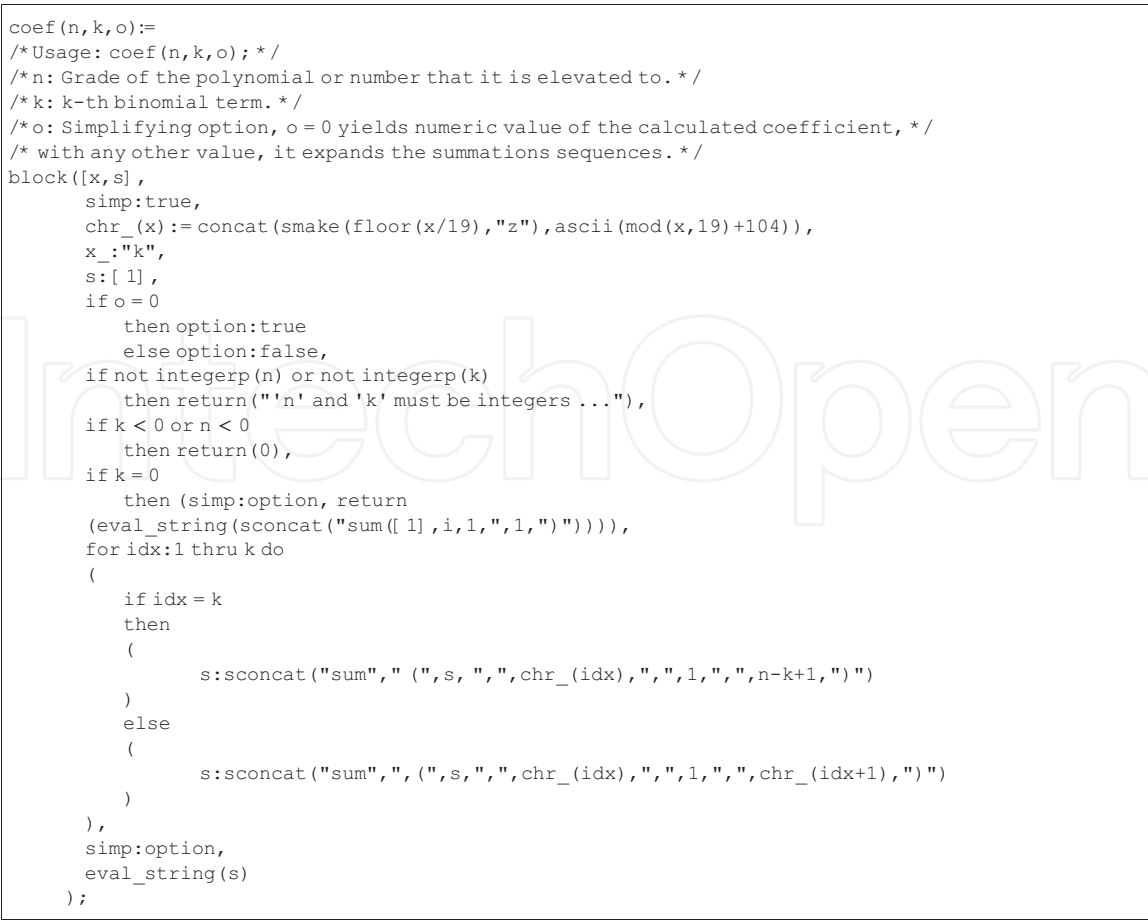 coef(n,k,o):=
/*Usage: coef(n,k,o); */
/*n: Grade of the polynomial or number that it is elevated to. */
/*k: k-th binomial term. */
/*o: Simplifying option, o = 0 yields numeric value of the calculated coefficient, */
/* with any other value, it expands the summations sequences. */
block([x,s],
simp:true,
chr_(x):= concat(smake(floor(x/19),"z"),ascii(mod(x,19)+104)),
x_:"k",
s:[ 1],
if o = 0
then option:true
else option:false,
if not integerp(n) or not integerp(k)
then return("'n' and 'k' must be integers ..."),
if k < 0 or n < 0
then return(0),
if k = 0
then (simp:option, return
(eval_string(sconcat("sum([ 1],i,1,",1,")")))),
for idx:1 thru k do
(
if idx = k
then
(
s:sconcat("sum"," (",s, ",",chr_(idx),",",1,",",n-k+1,")")
)
else
(
s:sconcat("sum",", (",s,",",chr_(idx),",",1,",",chr_(idx+1),")")
)
),
simp:option,
eval_string(s)
);
IntechOpen